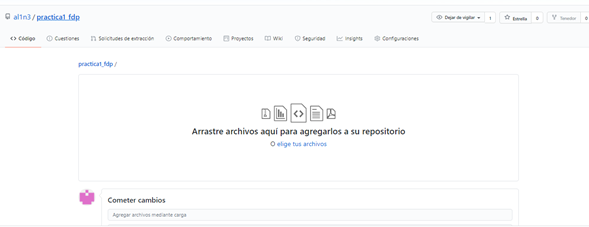 al1n3 / practica1_fdp
Dejar de vigilar 1 Estrella 0 Tenedor 0
Código Cuestiones Solicitudes de extracción Comportamiento Proyectos Wiki Seguridad Insights Configuraciones
practica1_fdp /
Arrastre archivos aquí para agregarlos a su repositorio
O elige tus archivos
Cometer cambios
Agregar archivos mediante carga